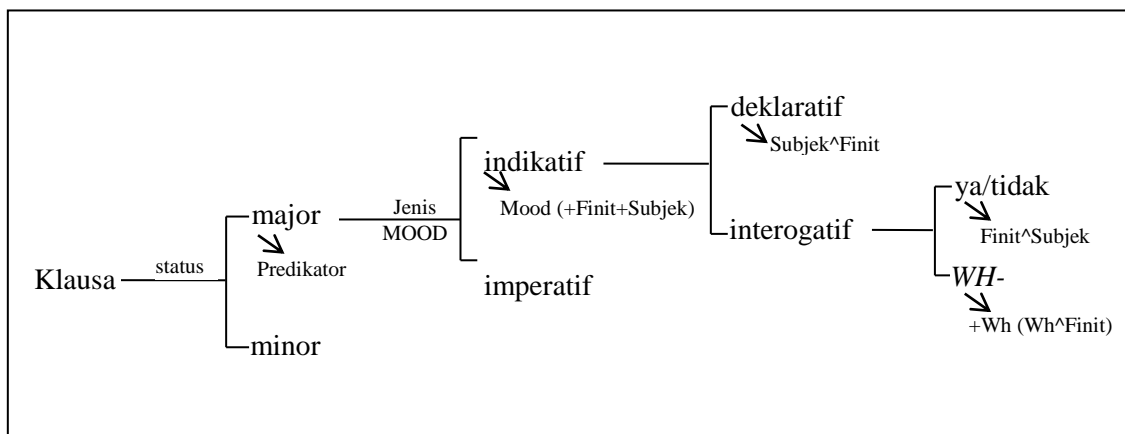 deklaratif
Subjek^Finit
indikatif
Mood (+Finit+Subjek)
ya/tidak
Finit^Subjek
major
Predikator
Jenis
MOOD
interogatif
Klausa
status
imperatif
WH-
+Wh (Wh^Finit)
minor